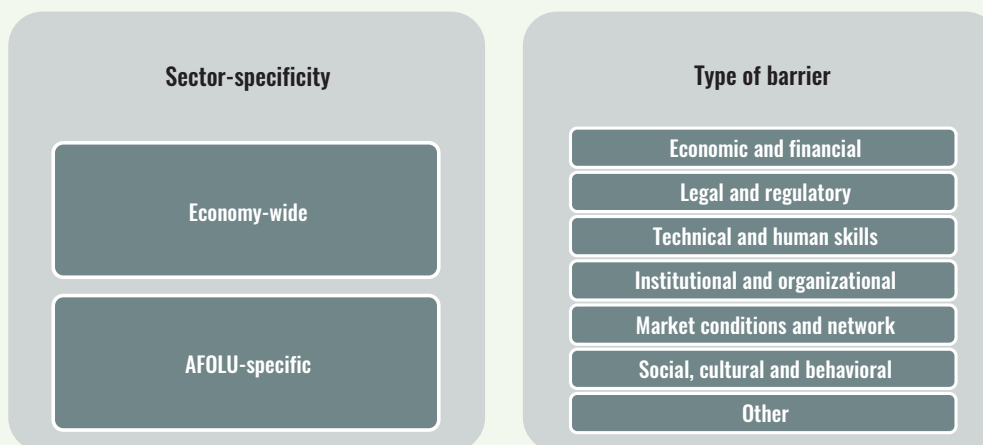 Sector-specificity
Economy-wide
AFOLU-specific
Type of barrier
Economic and financial
Legal and regulatory
Technical and human skills
Institutional and organizational
Market conditions and network
Social, cultural and behavioral
Other